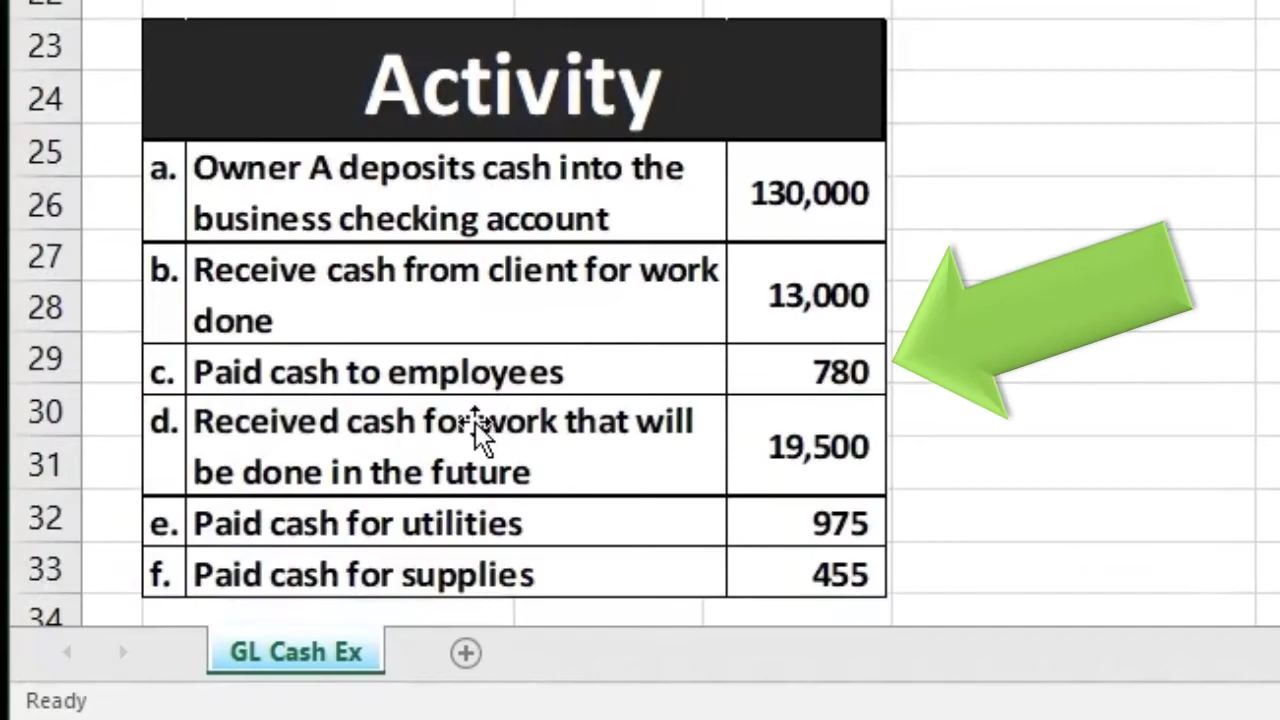 23
24
Activity
25
26
a. Owner A deposits cash into the
business checking account
130,000
27
28
b. Receive cash from client for work
done
13,000
29
c. Paid cash to employees 780
30
31
d. Received cash for work that will
be done in the future
19,500
32
e. Paid cash for utilities 975
33
f. Paid cash for supplies 455
34
GL Cash Ex
Ready